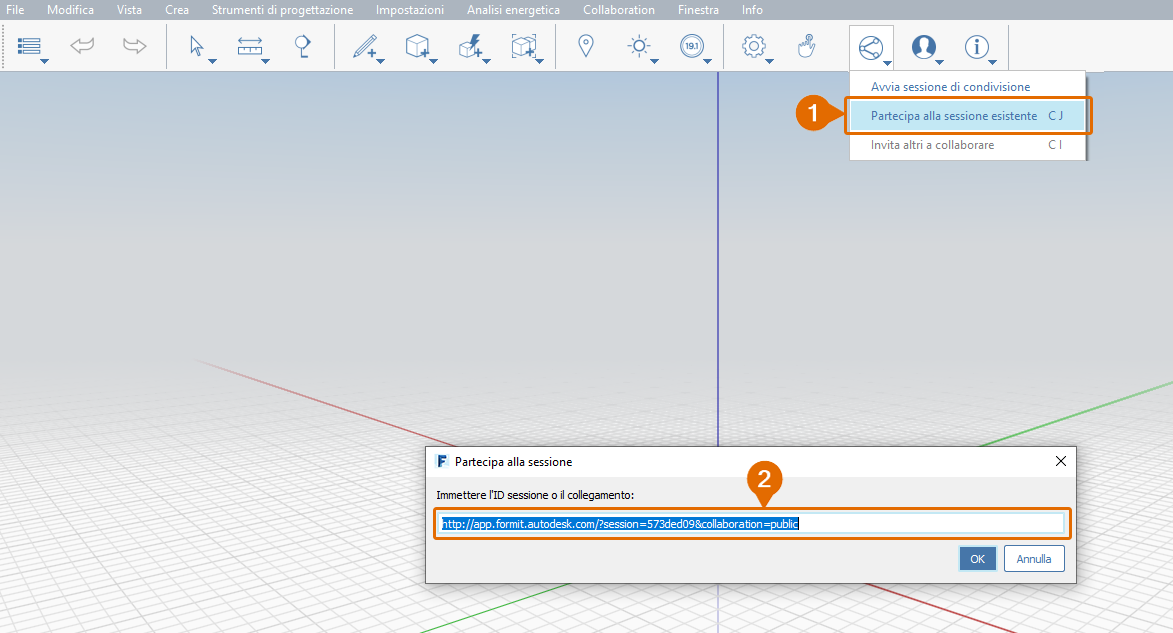 File Modifica Vista Crea Strumenti di progettazione Impostazioni Analisi energetica Collaboration Finestra Info
19.1
Avvia sessione di condivisione
1
Partecipa alla sessione esistente C J
Invita altri a collaborare C I
F Partecipa alla sessione
2
Immettere l'ID sessione o il collegamento:
http://app.formit.autodesk.com/?session=573ded09&collaboration=public
OK Annulla